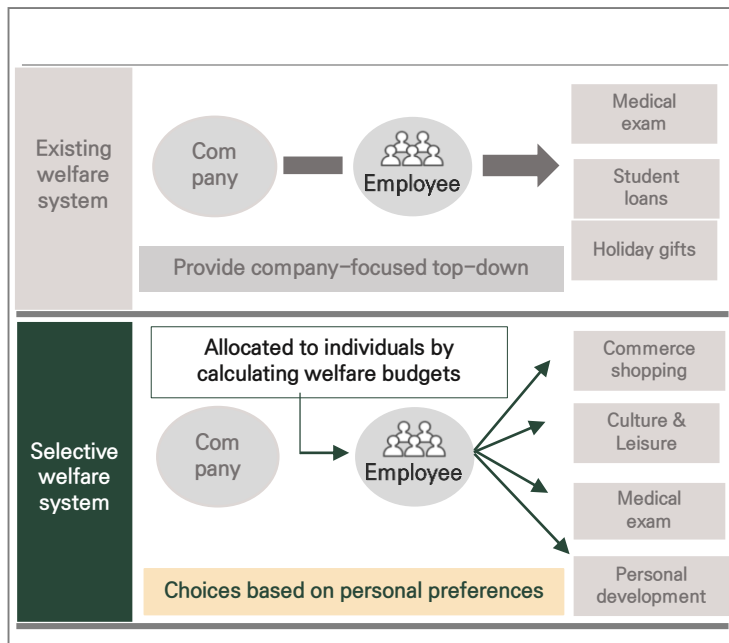 Existing
welfare
system
Com
pany
Employee
Medical
exam
Student
loans
Holiday gifts
Provide company-focused top-down
Selective
welfare
system
Allocated to individuals by
calculating welfare budgets
Com
pany
Employee
Commerce
shopping
Culture &
Leisure
Medical
exam
Personal
development
Choices based on personal preferences